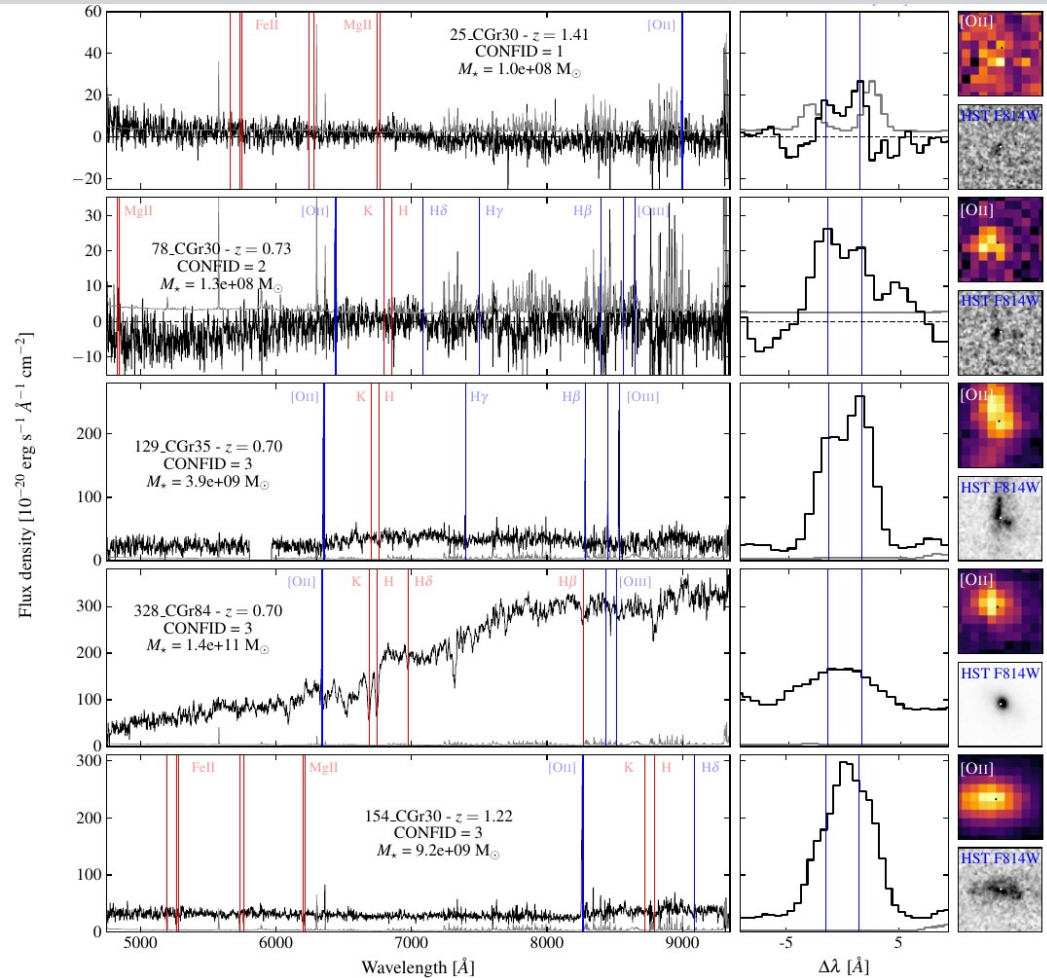 60
40
20
0
−20
FeII
MgII
[OII]
25_CGr30 - z = 1.41
CONFID = 1
M⋆ = 1.0e+08 M⊙
[OII]
HST F814W
30
20
10
0
−10
MgII
[OII]
K
H
Hδ
Hγ
Hβ
[OIII]
78_CGr30 - z = 0.73
CONFID = 2
M⋆ = 1.3e+08 M⊙
[OII]
HST F814W
Flux density [10⁻²⁰ erg s⁻¹ Å⁻¹ cm⁻²]
200
100
0
[OII]
K
H
Hγ
Hβ
[OIII]
129_CGr35 - z = 0.70
CONFID = 3
M⋆ = 3.9e+09 M⊙
[OII]
HST F814W
300
200
100
0
[OII]
K
H
Hδ
Hβ
[OIII]
328_CGr84 - z = 0.70
CONFID = 3
M⋆ = 1.4e+11 M⊙
[OII]
HST F814W
300
200
100
0
FeII
MgII
[OII]
K
H
Hδ
154_CGr30 - z = 1.22
CONFID = 3
M⋆ = 9.2e+09 M⊙
[OII]
HST F814W
5000
6000
7000
8000
9000
-5
5
Wavelength [Å]
Δλ [Å]